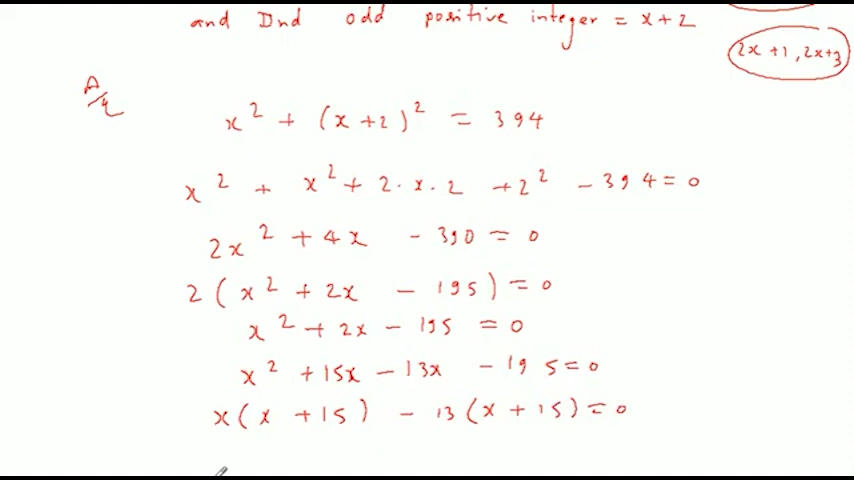 and IInd odd positive integer = x+2
2x +1, 2x+3
A/q
x² + (x +2)² = 394
x² + x² + 2 . x . 2 + 2² - 394 = 0
2x² + 4x - 390 = 0
2 ( x² + 2x - 195 ) = 0
x² + 2x - 195 = 0
x² + 15x - 13x - 195 = 0
x ( x + 15 ) - 13 ( x + 15 ) = 0